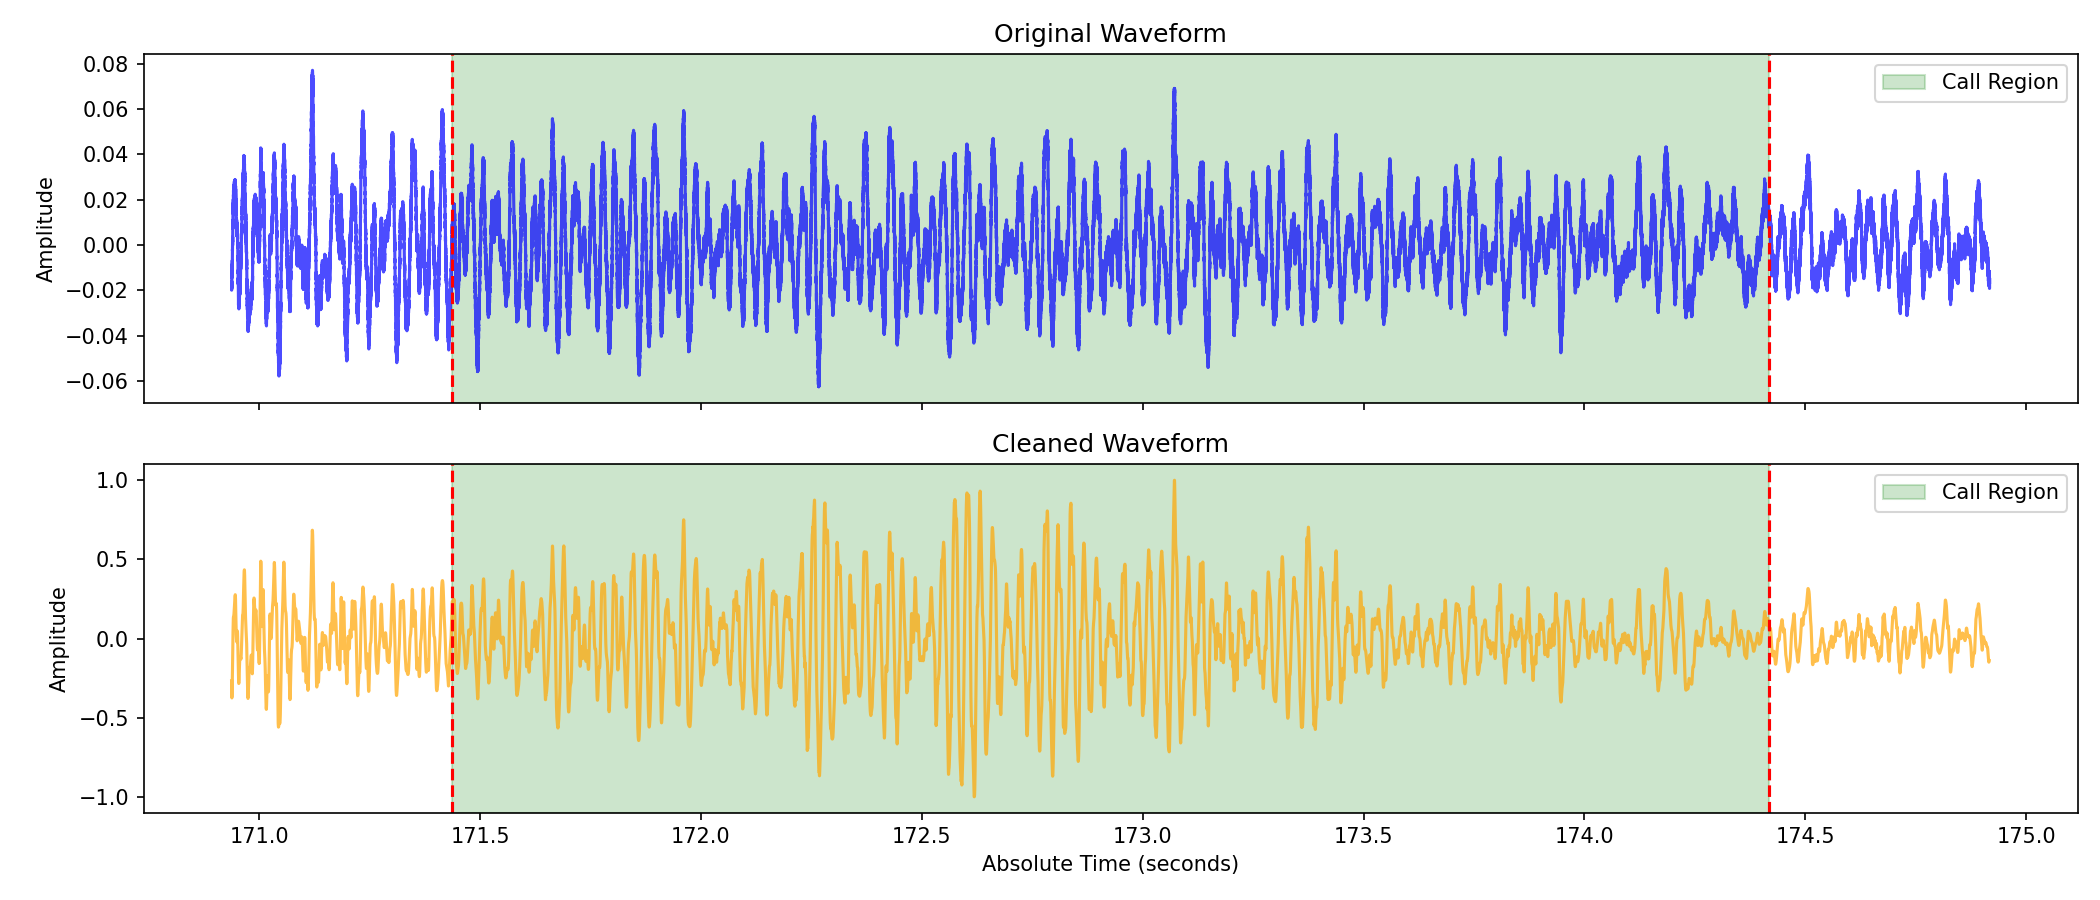 Original Waveform
Amplitude
0.08
0.06
0.04
0.02
0.00
−0.02
−0.04
−0.06
Call Region
Cleaned Waveform
Amplitude
1.0
0.5
0.0
−0.5
−1.0
Call Region
171.0 171.5 172.0 172.5 173.0 173.5 174.0 174.5 175.0
Absolute Time (seconds)